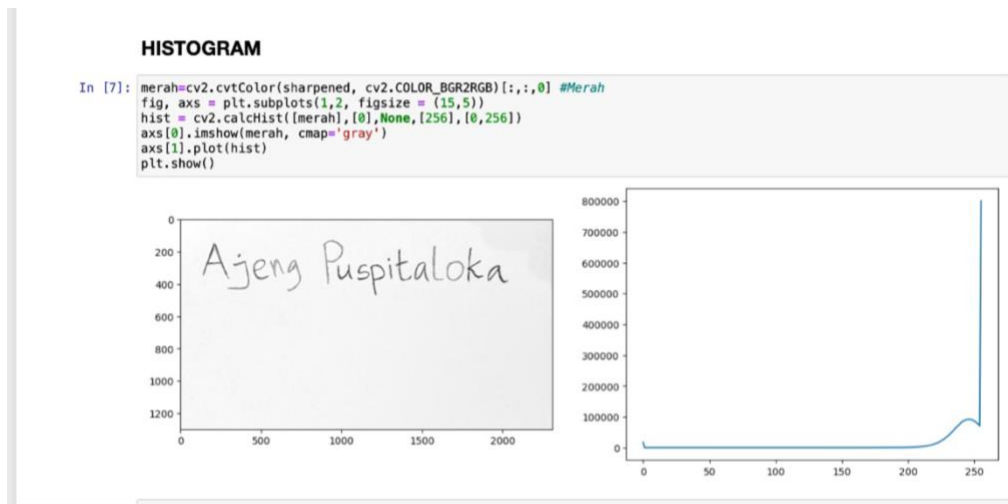 HISTOGRAM
In [7]: merah=cv2.cvtColor(sharpened, cv2.COLOR_BGR2RGB)[:,:,0] #Merah
fig, axs = plt.subplots(1,2, figsize = (15,5))
hist = cv2.calcHist([merah],[0],None,[256],[0,256])
axs[0].imshow(merah, cmap='gray')
axs[1].plot(hist)
plt.show()
0
200
400
600
800
1000
1200
Ajeng Puspitaloka
0 500 1000 1500 2000
800000
700000
600000
500000
400000
300000
200000
100000
0
0 50 100 150 200 250